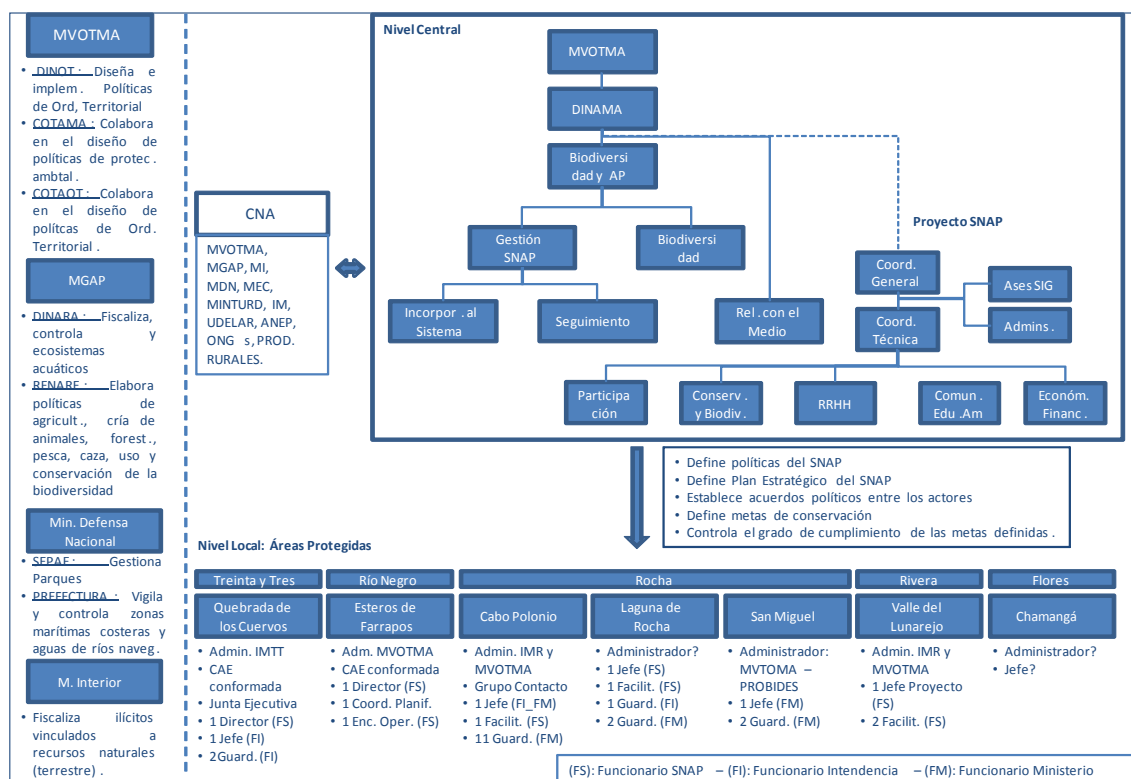 MVOTMA
• DINOT: Diseña e
implem. Políticas
de Ord, Territorial
• COTAMA: Colabora
en el diseño de
políticas de protec.
ambtal.
• COTAOT: Colabora
en el diseño de
polítcas de Ord.
Territorial.
MGAP
• DINARA: Fiscaliza,
controla y
ecosistemas
acuáticos
• RENARE: Elabora
políticas de
agricult., cría de
animales, forest.,
pesca, caza, uso y
conservación de la
biodiversidad
Min. Defensa
Nacional
• SEPAE: Gestiona
Parques
• PREFECTURA: Vigila
y controla zonas
marítimas costeras y
aguas de ríos naveg.
M. Interior
• Fiscaliza ilícitos
vinculados a
recursos naturales
(terrestre).
CNA
MVOTMA,
MGAP, MI,
MDN, MEC,
MINTURD, IM,
UDELAR, ANEP,
ONG s, PROD.
RURALES.
Nivel Central
MVOTMA
DINAMA
Biodiversi
dad y AP
Gestión
SNAP
Biodiversi
dad
Incorpor. al
Sistema
Seguimiento
Rel. con el
Medio
Proyecto SNAP
Coord.
General
Ases SIG
Coord.
Técnica
Admins.
Participa
ción
Conserv.
y Biodiv.
RRHH
Comun.
Edu.Am
Económ.
Financ.
• Define políticas del SNAP
• Define Plan Estratégico del SNAP
• Establece acuerdos políticos entre los actores
• Define metas de conservación
• Controla el grado de cumplimiento de las metas definidas.
Nivel Local: Áreas Protegidas
Treinta y Tres
Río Negro
Rocha
Rivera
Flores
Quebrada de
los Cuervos
Esteros de
Farrapos
Cabo Polonio
Laguna de
Rocha
San Miguel
Valle del
Lunarejo
Chamangá
• Admin. IMTT
• CAE
conformada
• Junta Ejecutiva
• 1 Director (FS)
• 1 Jefe (FI)
• 2Guard. (FI)
• Adm. MVOTMA
• CAE conformada
• 1 Director (FS)
• 1 Coord. Planif.
• 1 Enc. Oper. (FS)
• Admin. IMR y
MVOTMA
• Grupo Contacto
• 1 Jefe (FI_FM)
• 1 Facilit. (FS)
• 11 Guard. (FM)
• Administrador?
• 1 Jefe (FS)
• 1 Facilit. (FS)
• 1 Guard. (FI)
• 2 Guard. (FM)
• Administrador:
MVTOMA –
PROBIDES
• 1 Jefe (FM)
• 2 Guard. (FM)
• Admin. IMR y
MVOTMA
• 1 Jefe Proyecto
(FS)
• 2 Facilit. (FS)
• Administrador?
• Jefe?
(FS): Funcionario SNAP – (FI): Funcionario Intendencia – (FM): Funcionario Ministerio